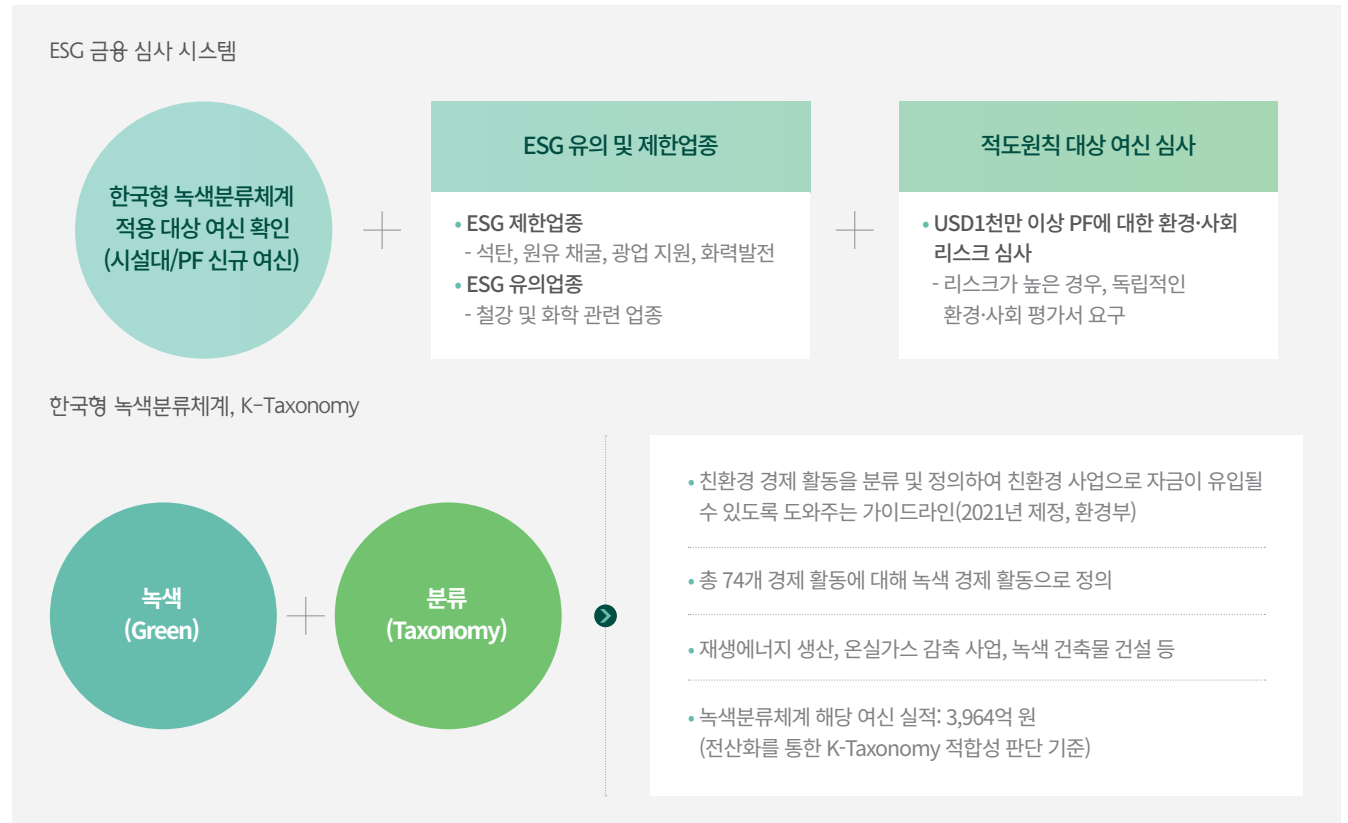 ESG 금융 심사 시스템
한국형 녹색분류체계
적용 대상 여신 확인
(시설대/PF 신규 여신)
ESG 유의 및 제한업종
• ESG 제한업종
- 석탄, 원유 채굴, 광업 지원, 화력발전
• ESG 유의업종
- 철강 및 화학 관련 업종
적도원칙 대상 여신 심사
• USD1천만 이상 PF에 대한 환경·사회
리스크 심사
- 리스크가 높은 경우, 독립적인
환경·사회 평가서 요구
한국형 녹색분류체계, K-Taxonomy
녹색
(Green)
분류
(Taxonomy)
• 친환경 경제 활동을 분류 및 정의하여 친환경 사업으로 자금이 유입될
수 있도록 도와주는 가이드라인(2021년 제정, 환경부)
• 총 74개 경제 활동에 대해 녹색 경제 활동으로 정의
• 재생에너지 생산, 온실가스 감축 사업, 녹색 건축물 건설 등
• 녹색분류체계 해당 여신 실적: 3,964억 원
(전산화를 통한 K-Taxonomy 적합성 판단 기준)